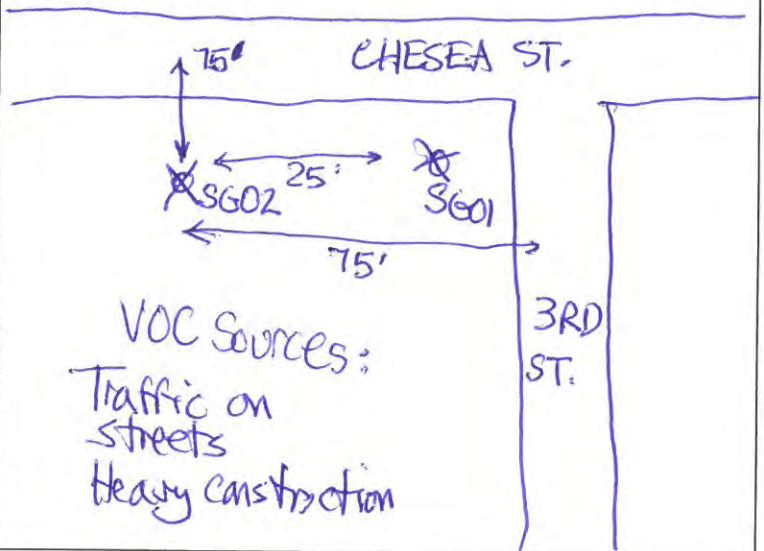 75'
CHESEA ST.
25'
SG02
SG01
75'
VOC Sources:
Traffic on
streets
Heavy construction
3RD
ST.